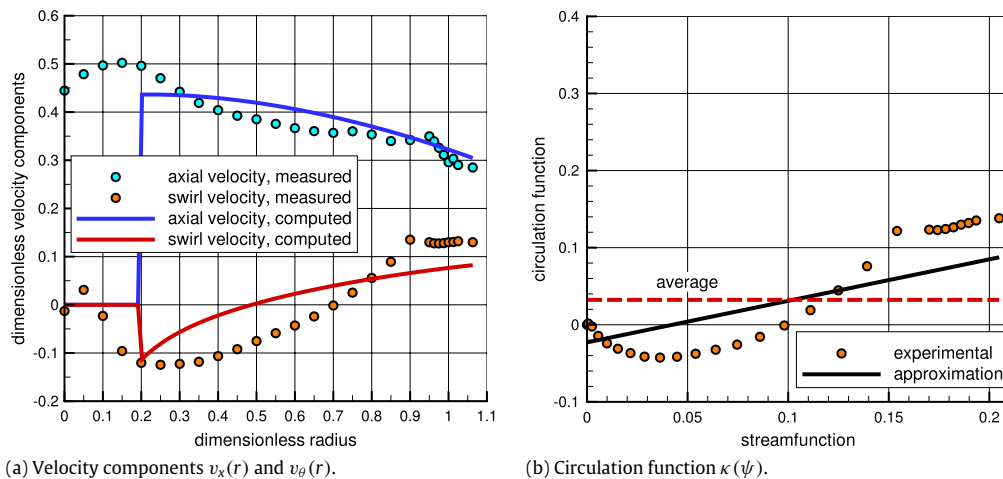 0.6
0.5
0.4
0.3
0.2
0.1
0
-0.1
-0.2
dimensionless velocity components
axial velocity, measured
swirl velocity, measured
axial velocity, computed
swirl velocity, computed
0 0.1 0.2 0.3 0.4 0.5 0.6 0.7 0.8 0.9 1 1.1
dimensionless radius
(a) Velocity components v_x(r) and v_θ(r).
0.4
0.3
0.2
0.1
0
-0.1
circulation function
average
experimental
approximation
0 0.05 0.1 0.15 0.2
streamfunction
(b) Circulation function κ(ψ).